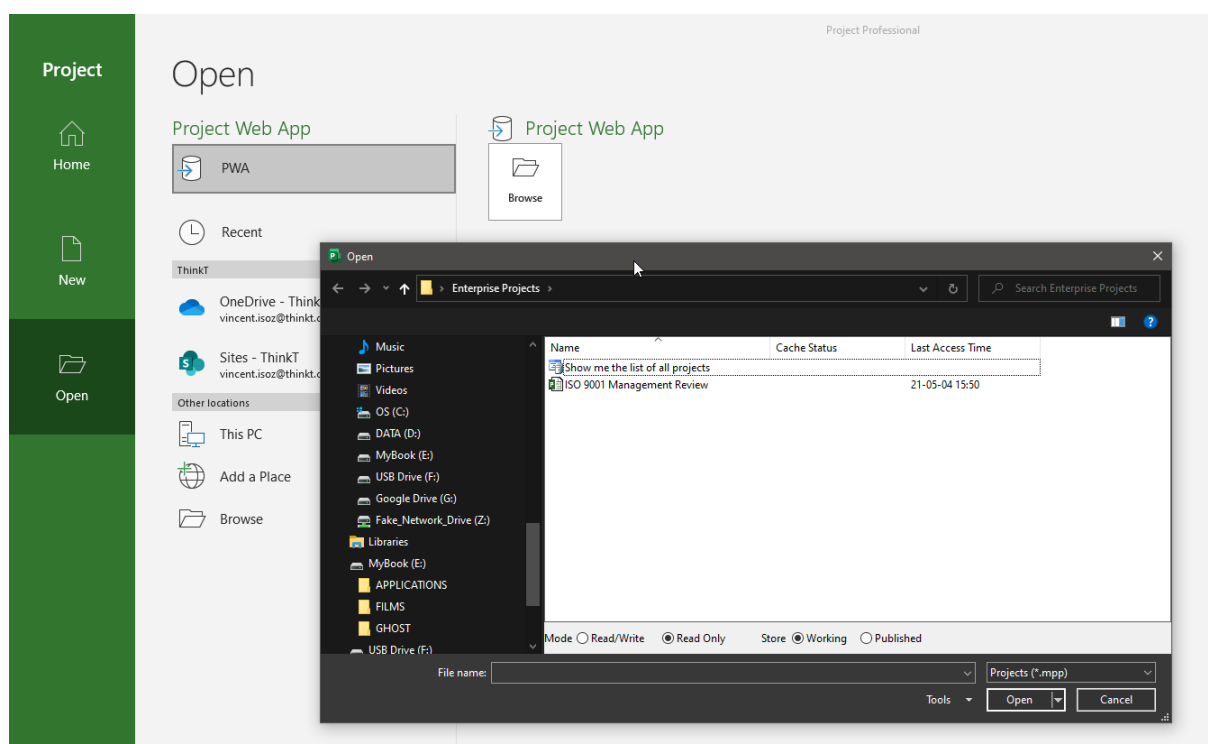 Project Professional
Project
Home
New
Open
Open
Project Web App
PWA
Recent
ThinkT
OneDrive - Think
vincent.isoz@thinkt.c
Sites - ThinkT
vincent.isoz@thinkt.c
Other locations
This PC
Add a Place
Browse
Project Web App
Browse
Open
Enterprise Projects
Search Enterprise Projects
Music
Pictures
Videos
OS (C:)
DATA (D:)
MyBook (E:)
USB Drive (F:)
Google Drive (G:)
Fake_Network_Drive (Z:)
Libraries
MyBook (E:)
APPLICATIONS
FILMS
GHOST
USB Drive (F:)
Name Cache Status Last Access Time
Show me the list of all projects
ISO 9001 Management Review 21-05-04 15:50
Mode Read/Write Read Only Store Working Published
File name: Projects (*.mpp)
Tools Open Cancel